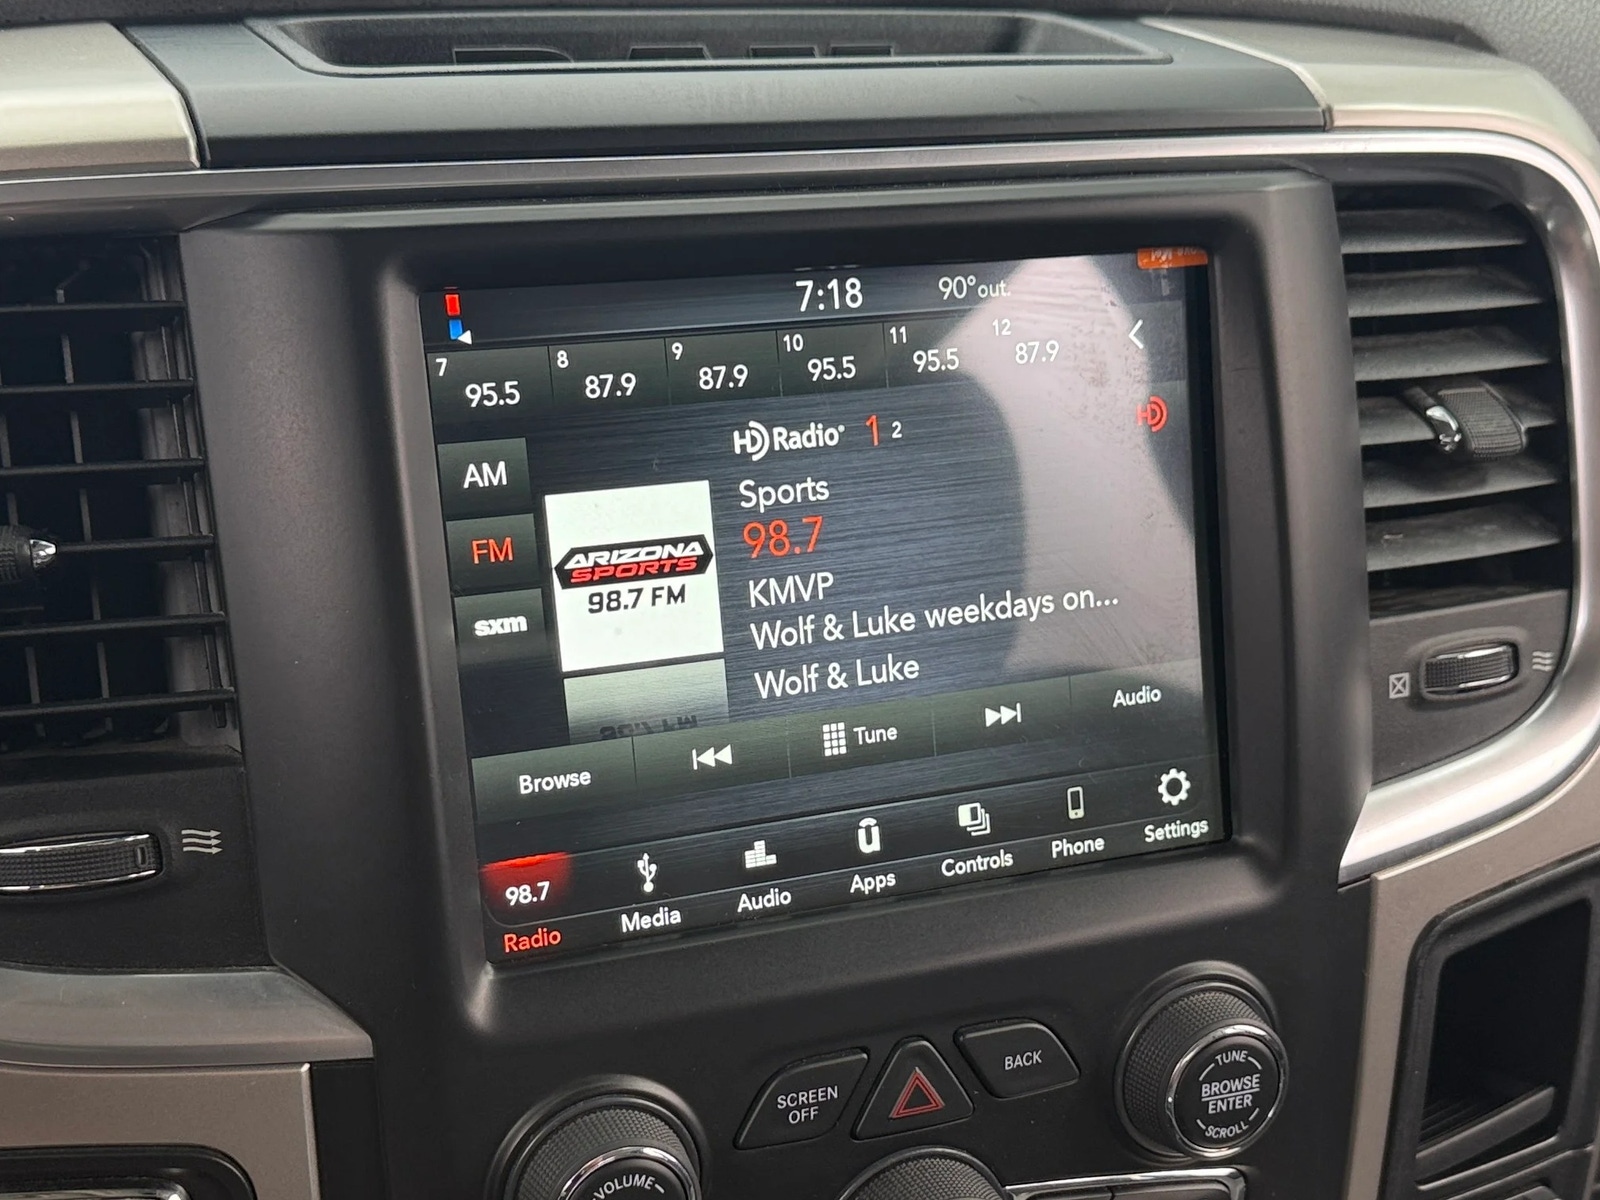 RAM
7:18
90° out.
7
95.5
8
87.9
9
87.9
10
95.5
11
95.5
12
87.9
HD Radio 1 2
HD
AM
FM
sxm
ARIZONA
SPORTS
98.7 FM
Sports
98.7
KMVP
Wolf & Luke weekdays on...
Wolf & Luke
Browse
Tune
Audio
98.7
Radio
Media
Audio
Apps
Controls
Phone
Settings
SCREEN
OFF
BACK
TUNE
BROWSE
ENTER
SCROLL
VOLUME